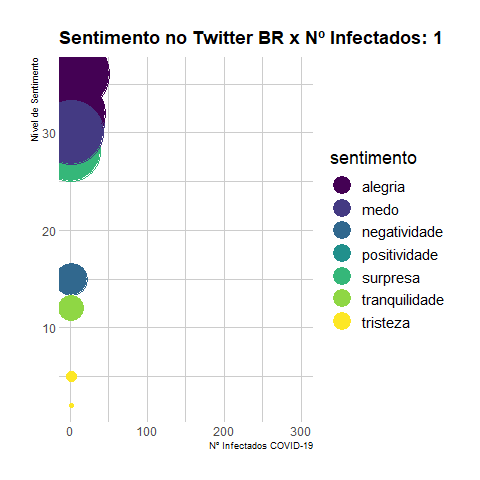 Sentimento no Twitter BR x Nº Infectados: 1
Nivel de Sentimento
30
20
10
0
100
200
300
Nº Infectados COVID-19
sentimento
alegria
medo
negatividade
positividade
surpresa
tranquilidade
tristeza